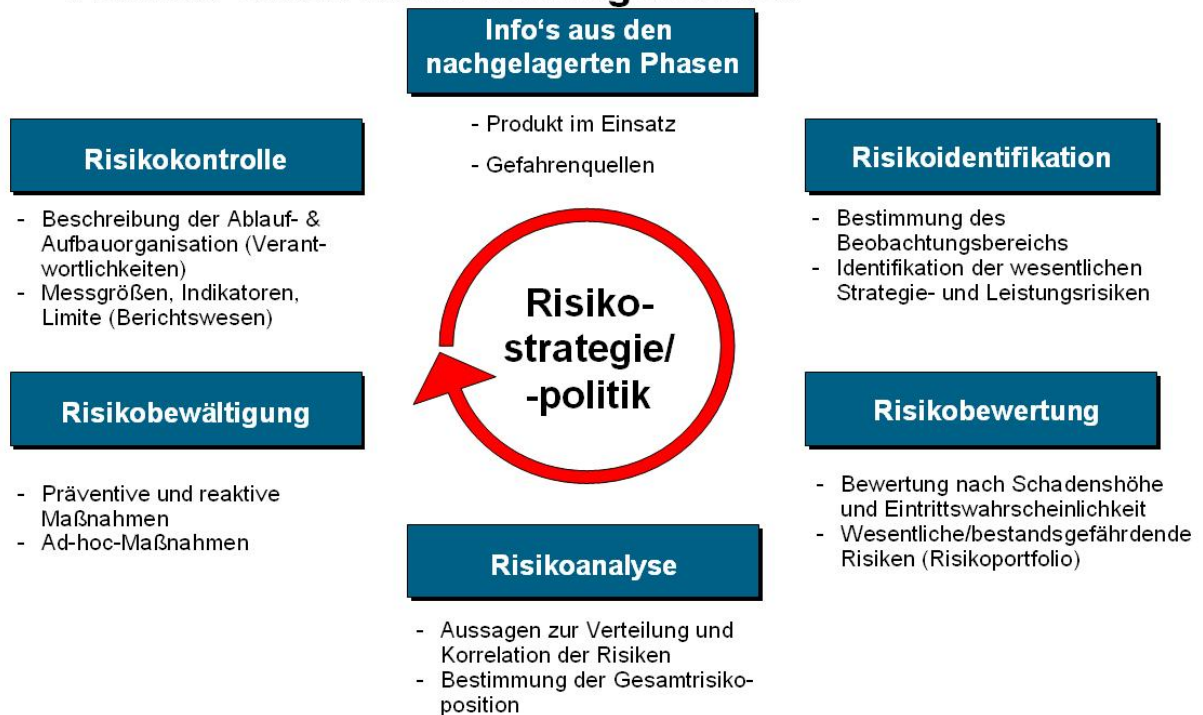 Info's aus den
nachgelagerten Phasen
- Produkt im Einsatz
- Gefahrenquellen
Risikoidentifikation
- Bestimmung des
Beobachtungsbereichs
- Identifikation der wesentlichen
Strategie- und Leistungsrisiken
Risikobewertung
- Bewertung nach Schadenshöhe
und Eintrittswahrscheinlichkeit
- Wesentliche/bestandsgefährdende
Risiken (Risikoportfolio)
Risikoanalyse
- Aussagen zur Verteilung und
Korrelation der Risiken
- Bestimmung der Gesamtrisiko-
position
Risikobewältigung
- Präventive und reaktive
Maßnahmen
- Ad-hoc-Maßnahmen
Risikokontrolle
- Beschreibung der Ablauf- &
Aufbauorganisation (Verant-
wortlichkeiten)
- Messgrößen, Indikatoren,
Limite (Berichtswesen)
Risiko-
strategie/
-politik